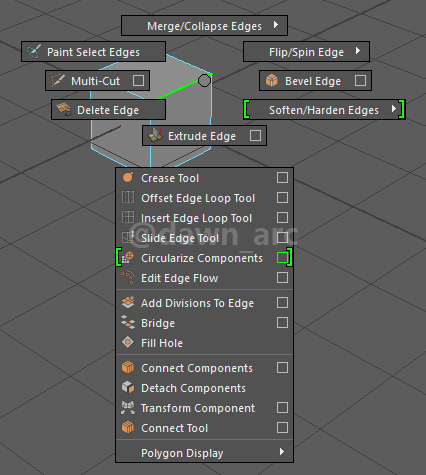 Merge/Collapse Edges
Paint Select Edges
Flip/Spin Edge
Multi-Cut
Bevel Edge
Delete Edge
Soften/Harden Edges
Extrude Edge
Crease Tool
Offset Edge Loop Tool
Insert Edge Loop Tool
@dawn_arc
Slide Edge Tool
Circularize Components
Edit Edge Flow
Add Divisions To Edge
Bridge
Fill Hole
Connect Components
Detach Components
Transform Component
Connect Tool
Polygon Display